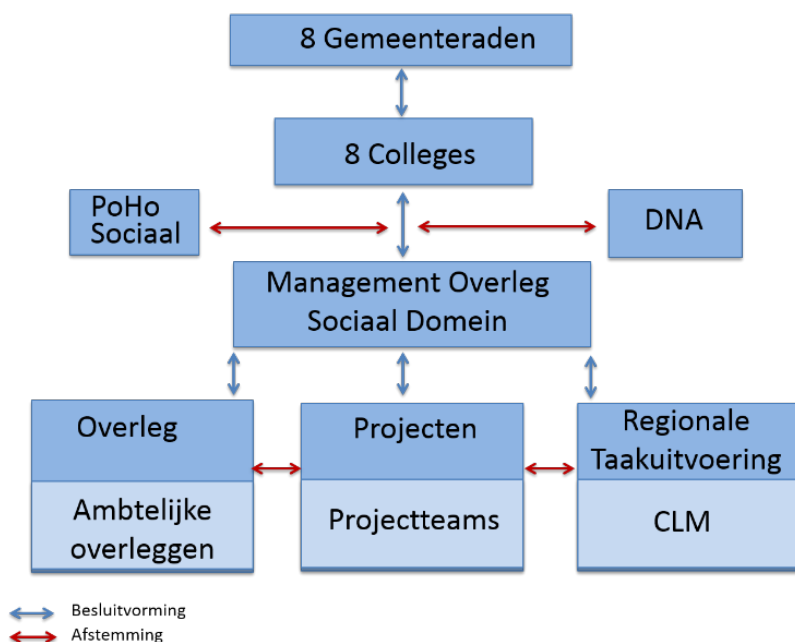 8 Gemeenteraden
8 Colleges
PoHo
Sociaal
DNA
Management Overleg
Sociaal Domein
Overleg
Projecten
Regionale
Taakuitvoering
Ambtelijke
overleggen
Projectteams
CLM
Besluitvorming
Afstemming